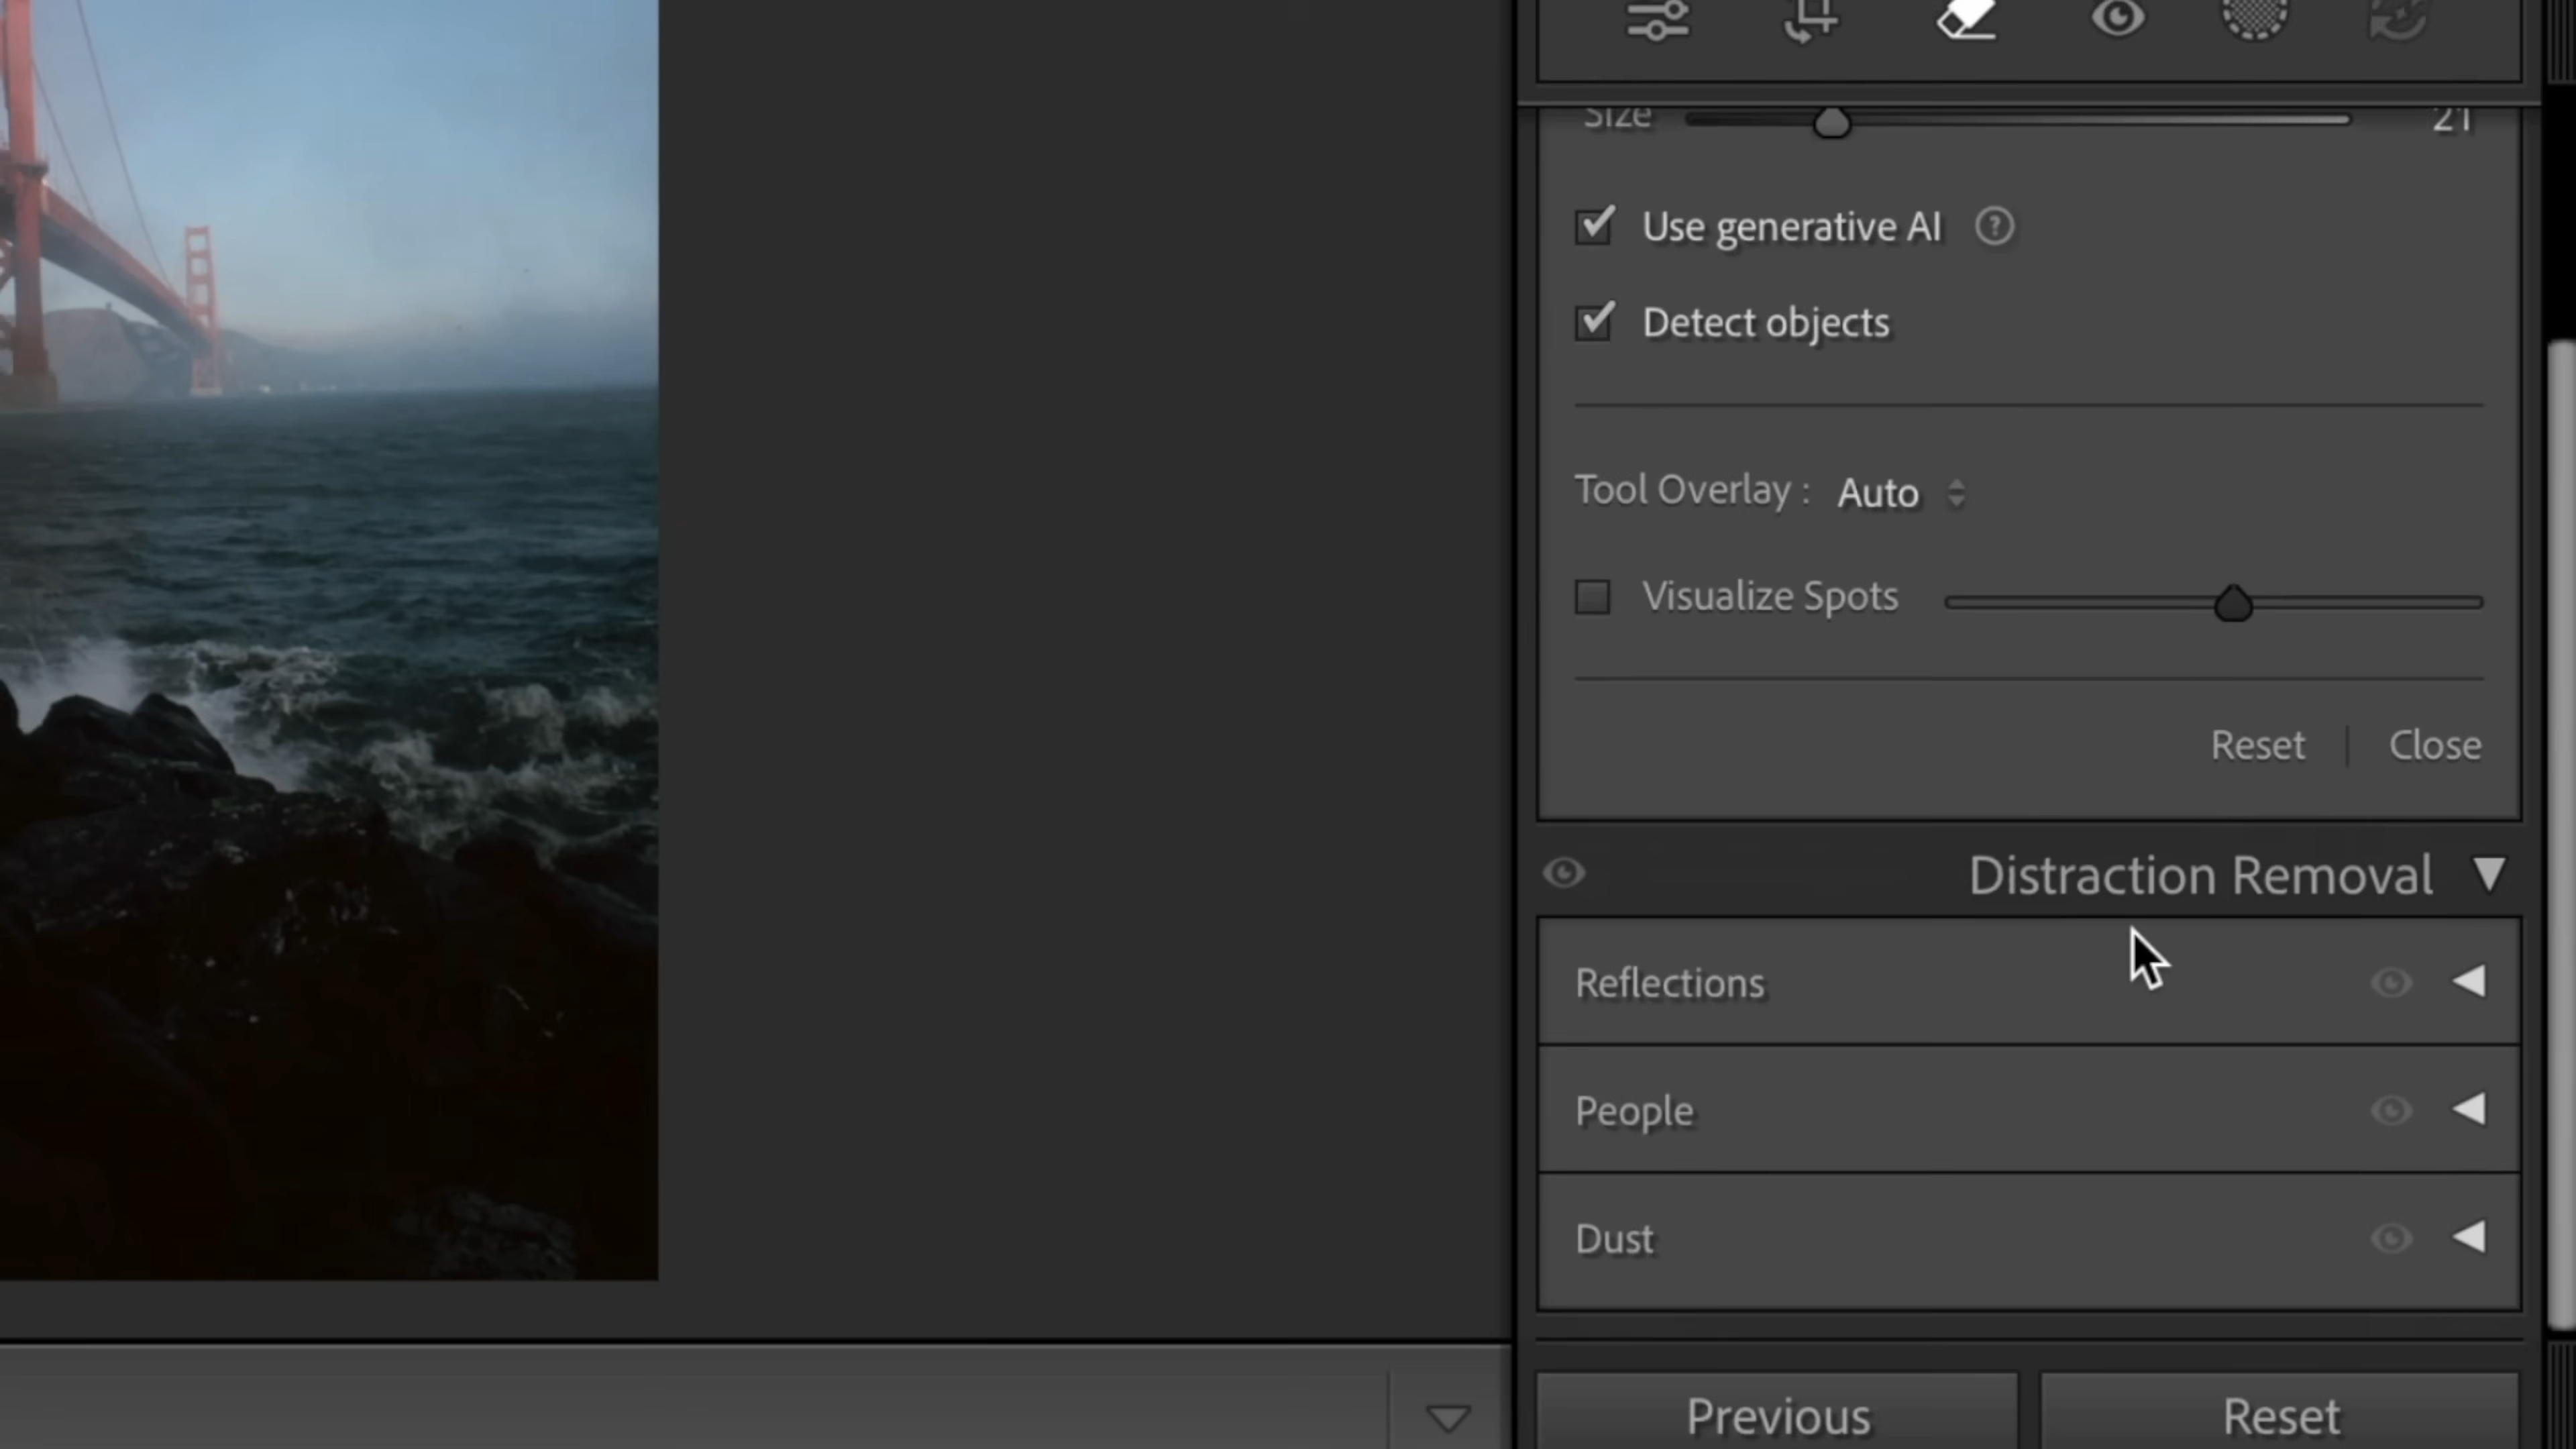 Size 21
Use generative AI ?
Detect objects
Tool Overlay : Auto
Visualize Spots
Reset | Close
Distraction Removal
Reflections
People
Dust
Previous Reset